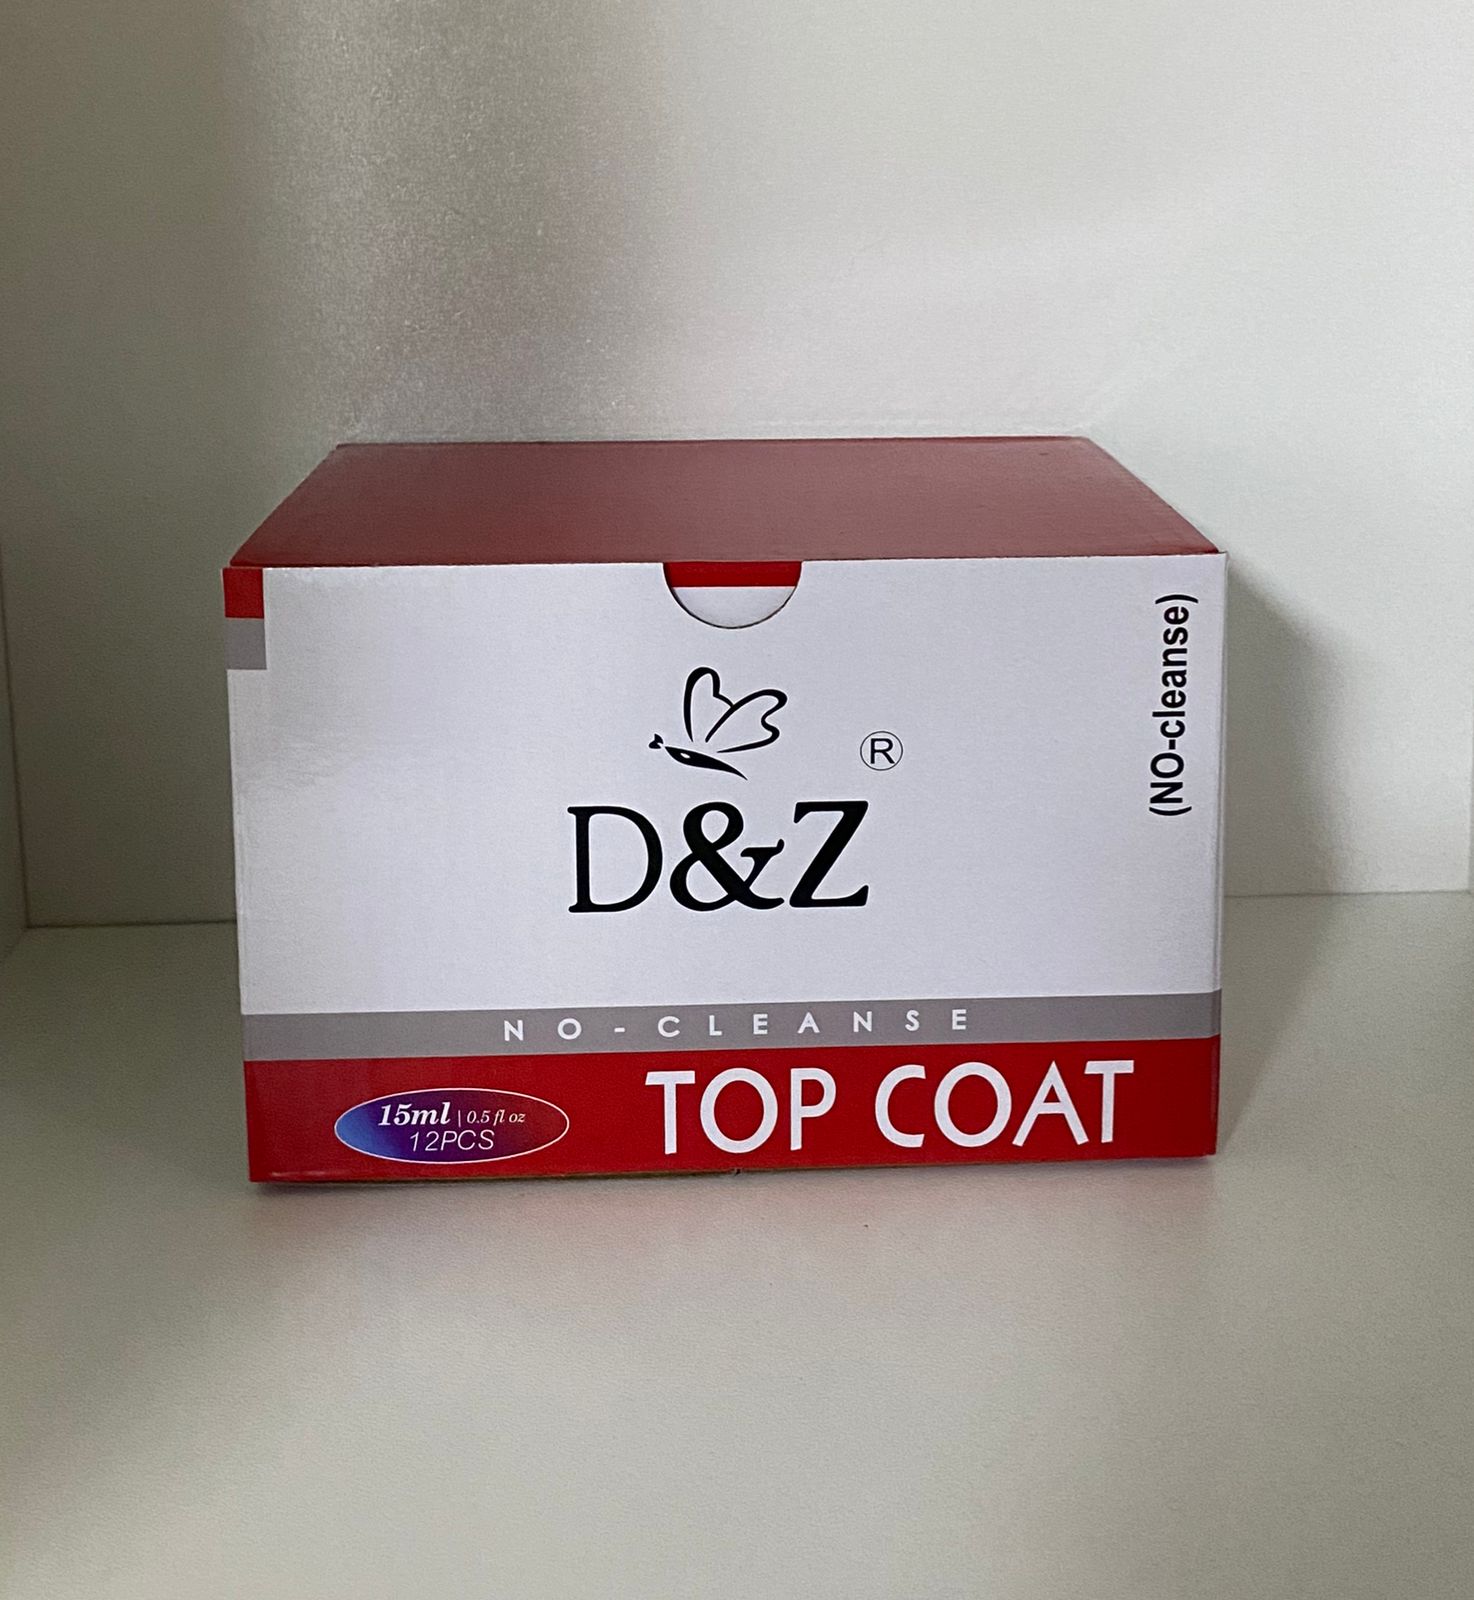 (NO-cleanse)
®
D&Z
NO-CLEANSE
TOP COAT
15ml | 0.5 fl oz
12PCS